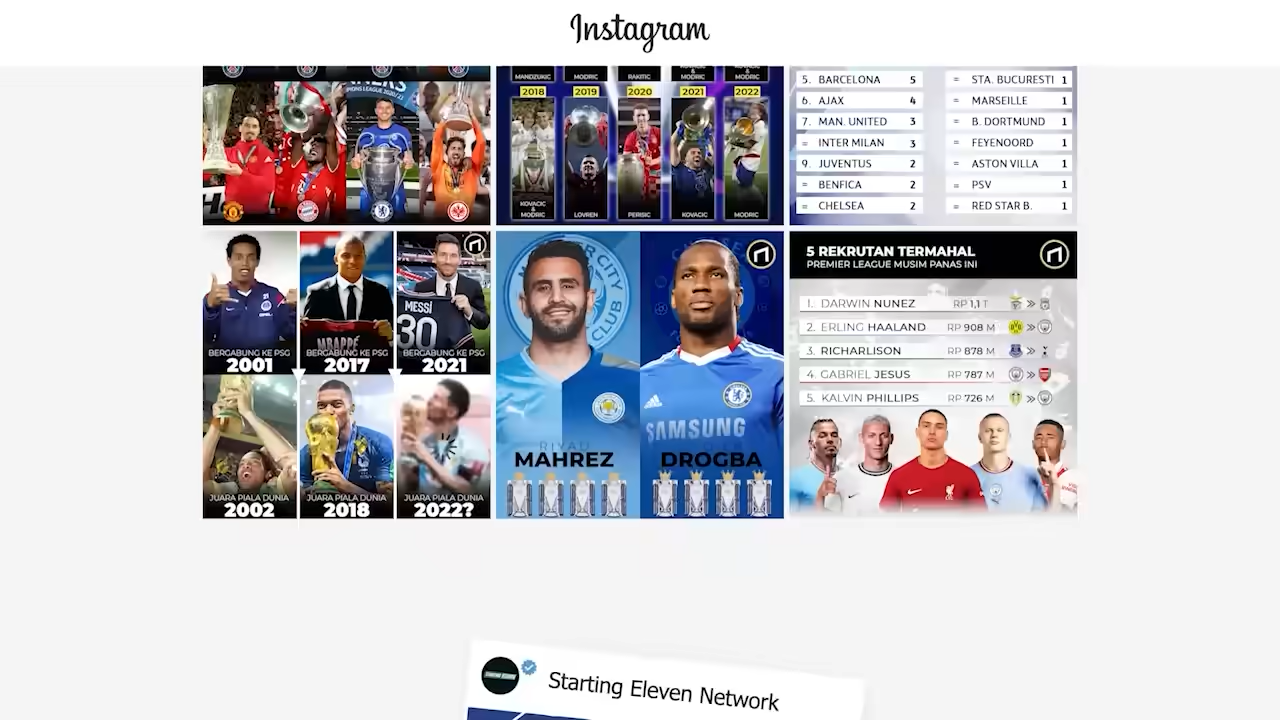 Instagram
IONS LEAGUE 2020/21
MANDZUKIC
MODRIC
RAKITIC
& MODRIC
& MODRIC
2018
2019
2020
2021
2022
KOVACIC
&
MODRIC
LOVREN
PERISIC
KOVACIC
MODRIC
5. BARCELONA 5
6. AJAX 4
7. MAN. UNITED 3
= INTER MILAN 3
9. JUVENTUS 2
= BENFICA 2
= CHELSEA 2
= STA. BUCURESTI 1
= MARSEILLE 1
= B. DORTMUND 1
= FEYENOORD 1
= ASTON VILLA 1
= PSV 1
= RED STAR B. 1
BERGABUNG KE PSG
2001
MBAPPÉ
BERGABUNG KE PSG
2017
MESSI
30
BERGABUNG KE PSG
2021
JUARA PIALA DUNIA
2002
JUARA PIALA DUNIA
2018
JUARA PIALA DUNIA
2022?
RIYAD
MAHREZ
SAMSUNG
DROGBA
5 REKRUTAN TERMAHAL
PREMIER LEAGUE MUSIM PANAS INI
1. DARWIN NUNEZ RP 1,1 T
2. ERLING HAALAND RP 908 M
3. RICHARLISON RP 878 M
4. GABRIEL JESUS RP 787 M
5. KALVIN PHILLIPS RP 726 M
Starting Eleven Network